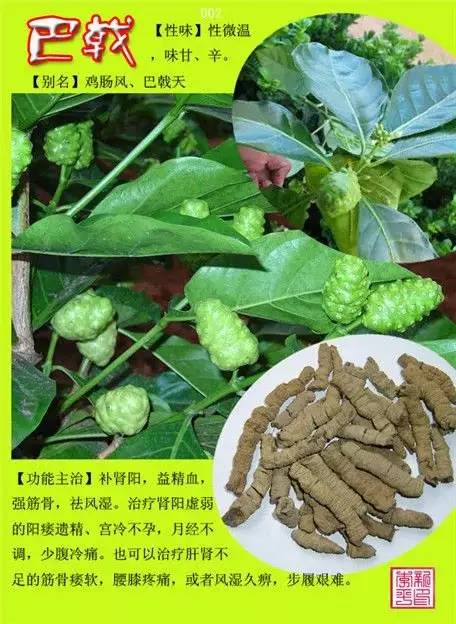 002
巴戟
【性味】性微温
，味甘、辛。
【别名】鸡肠风、巴戟天
【功能主治】补肾阳，益精血，
强筋骨，祛风湿。治疗肾阳虚弱
的阳痿遗精、宫冷不孕，月经不
调，少腹冷痛。也可以治疗肝肾不
足的筋骨痿软，腰膝疼痛，或者风湿久痹，步履艰难。